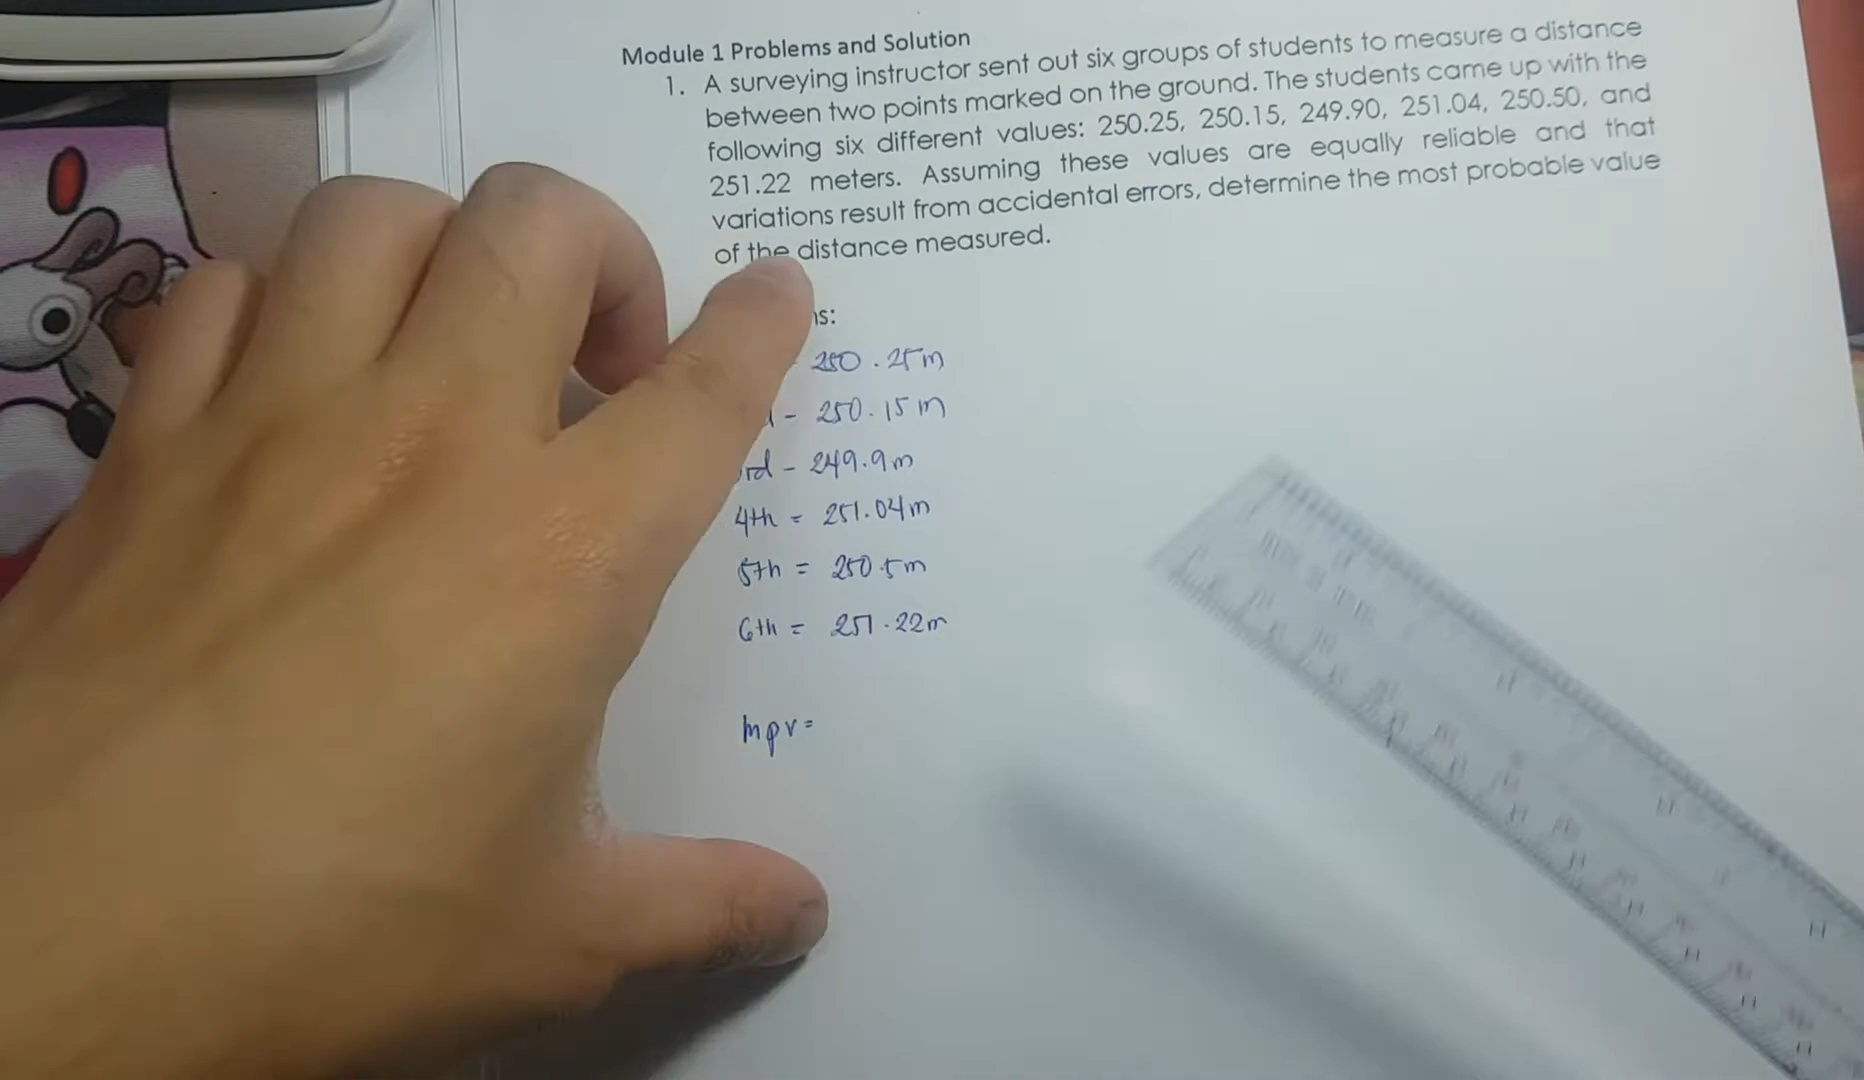 Module 1 Problems and Solution
1. A surveying instructor sent out six groups of students to measure a distance
between two points marked on the ground. The students came up with the
following six different values: 250.25, 250.15, 249.90, 251.04, 250.50, and
251.22 meters. Assuming these values are equally reliable and that
variations result from accidental errors, determine the most probable value
of the distance measured.
250.25m
- 250.15m
rd - 249.9m
4th = 251.04m
5th = 250.5m
6th = 251.22m
mpv=